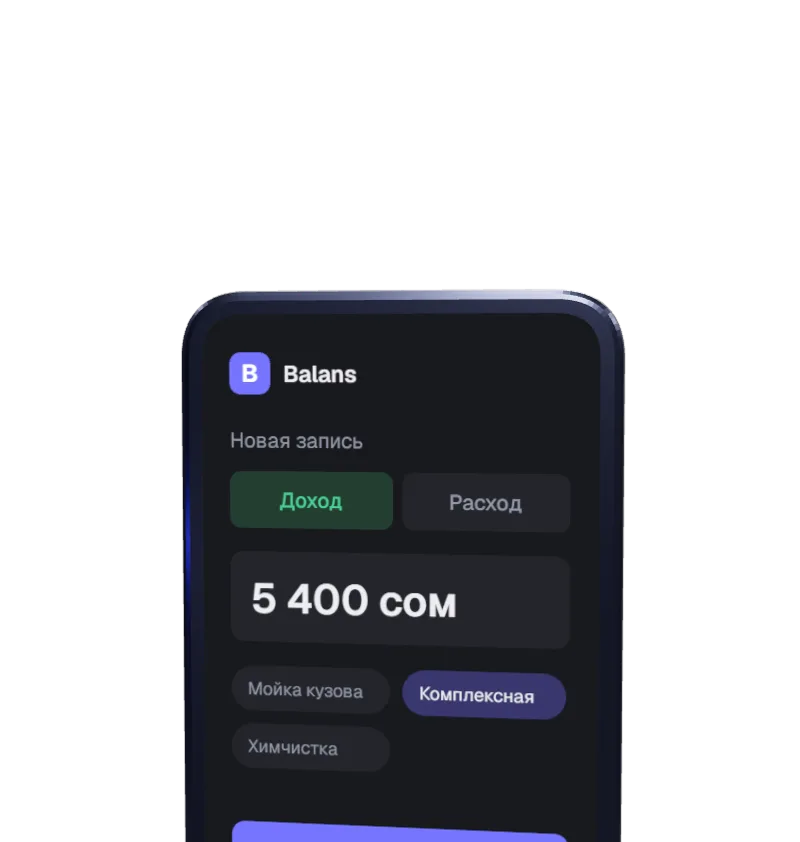 B Balans
Новая запись
Доход Расход
5 400 сом
Мойка кузова Комплексная
Химчистка